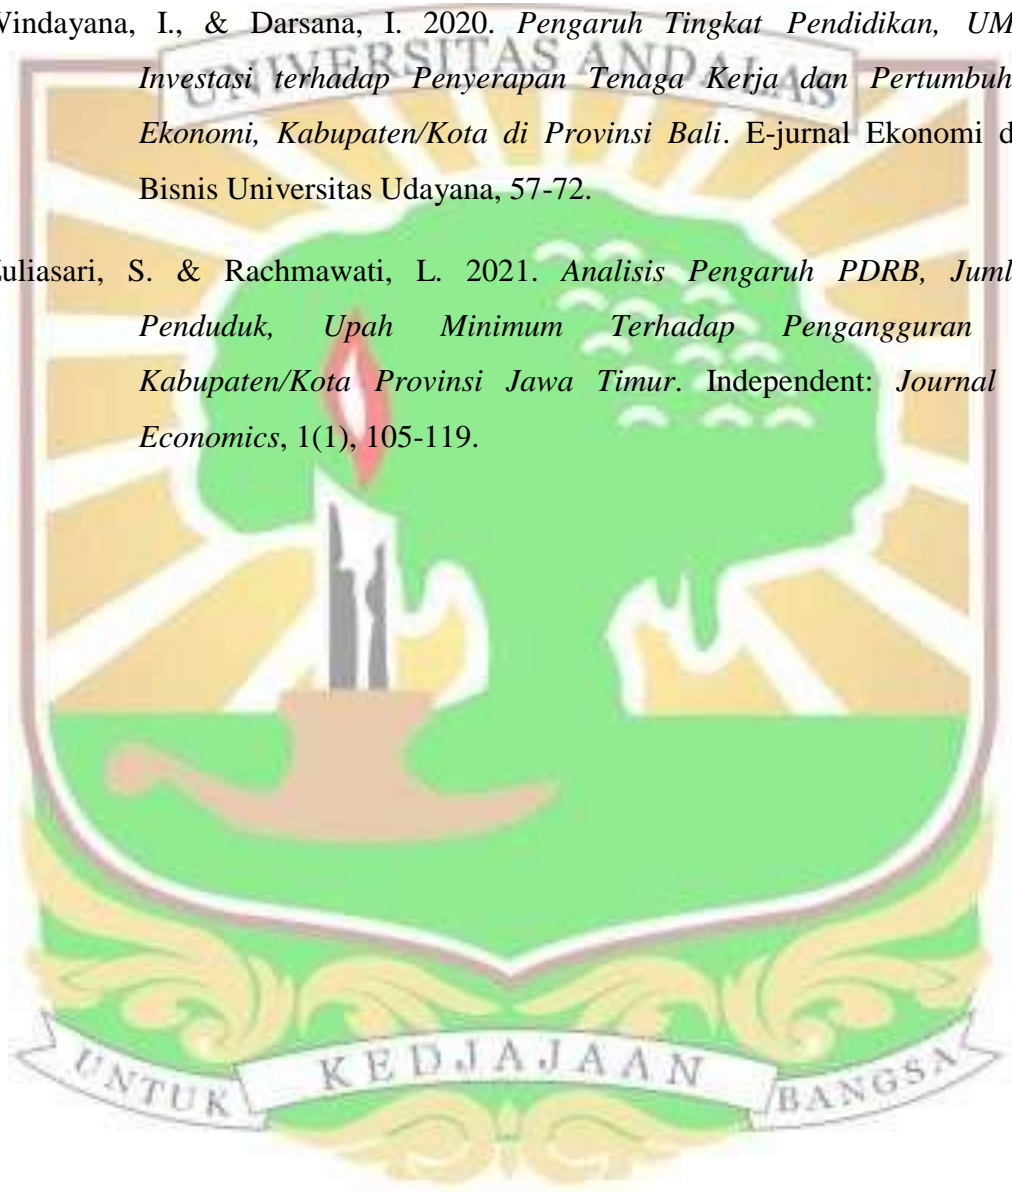 Windayana, I., & Darsana, I. 2020. Pengaruh Tingkat Pendidikan, UM
UNIVERSITAS ANDALAS
Investasi terhadap Penyerapan Tenaga Kerja dan Pertumbuh
Ekonomi, Kabupaten/Kota di Provinsi Bali. E-jurnal Ekonomi d
Bisnis Universitas Udayana, 57-72.
Zuliasari, S. & Rachmawati, L. 2021. Analisis Pengaruh PDRB, Juml
Penduduk, Upah Minimum Terhadap Pengangguran
Kabupaten/Kota Provinsi Jawa Timur. Independent: Journal
Economics, 1(1), 105-119.
UNTUK KEDJAJAAN BANGSA